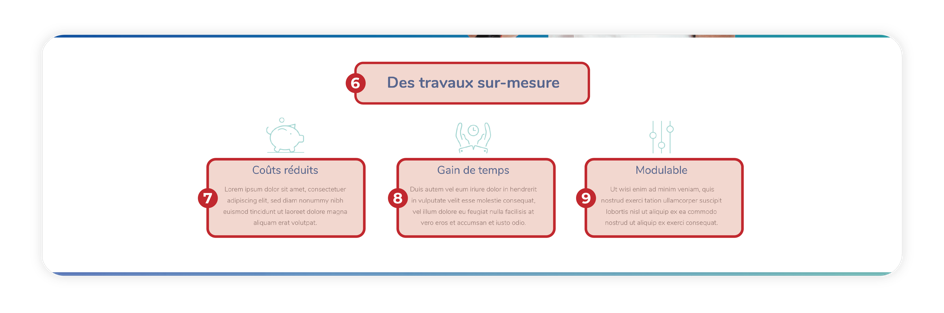 6
Des travaux sur-mesure
Coûts réduits
7
Lorem ipsum dolor sit amet, consectetuer
adipiscing elit, sed diam nonummy nibh
euismod tincidunt ut laoreet dolore magna
aliquam erat volutpat.
Gain de temps
8
Duis autem vel eum iriure dolor in hendrerit
in vulputate velit esse molestie consequat,
vel illum dolore eu feugiat nulla facilisis at
vero eros et accumsan et iusto odio.
Modulable
9
Ut wisi enim ad minim veniam, quis
nostrud exerci tation ullamcorper suscipit
lobortis nisl ut aliquip ex ea commodo
nostrud ut aliquip ex exerci consequat.